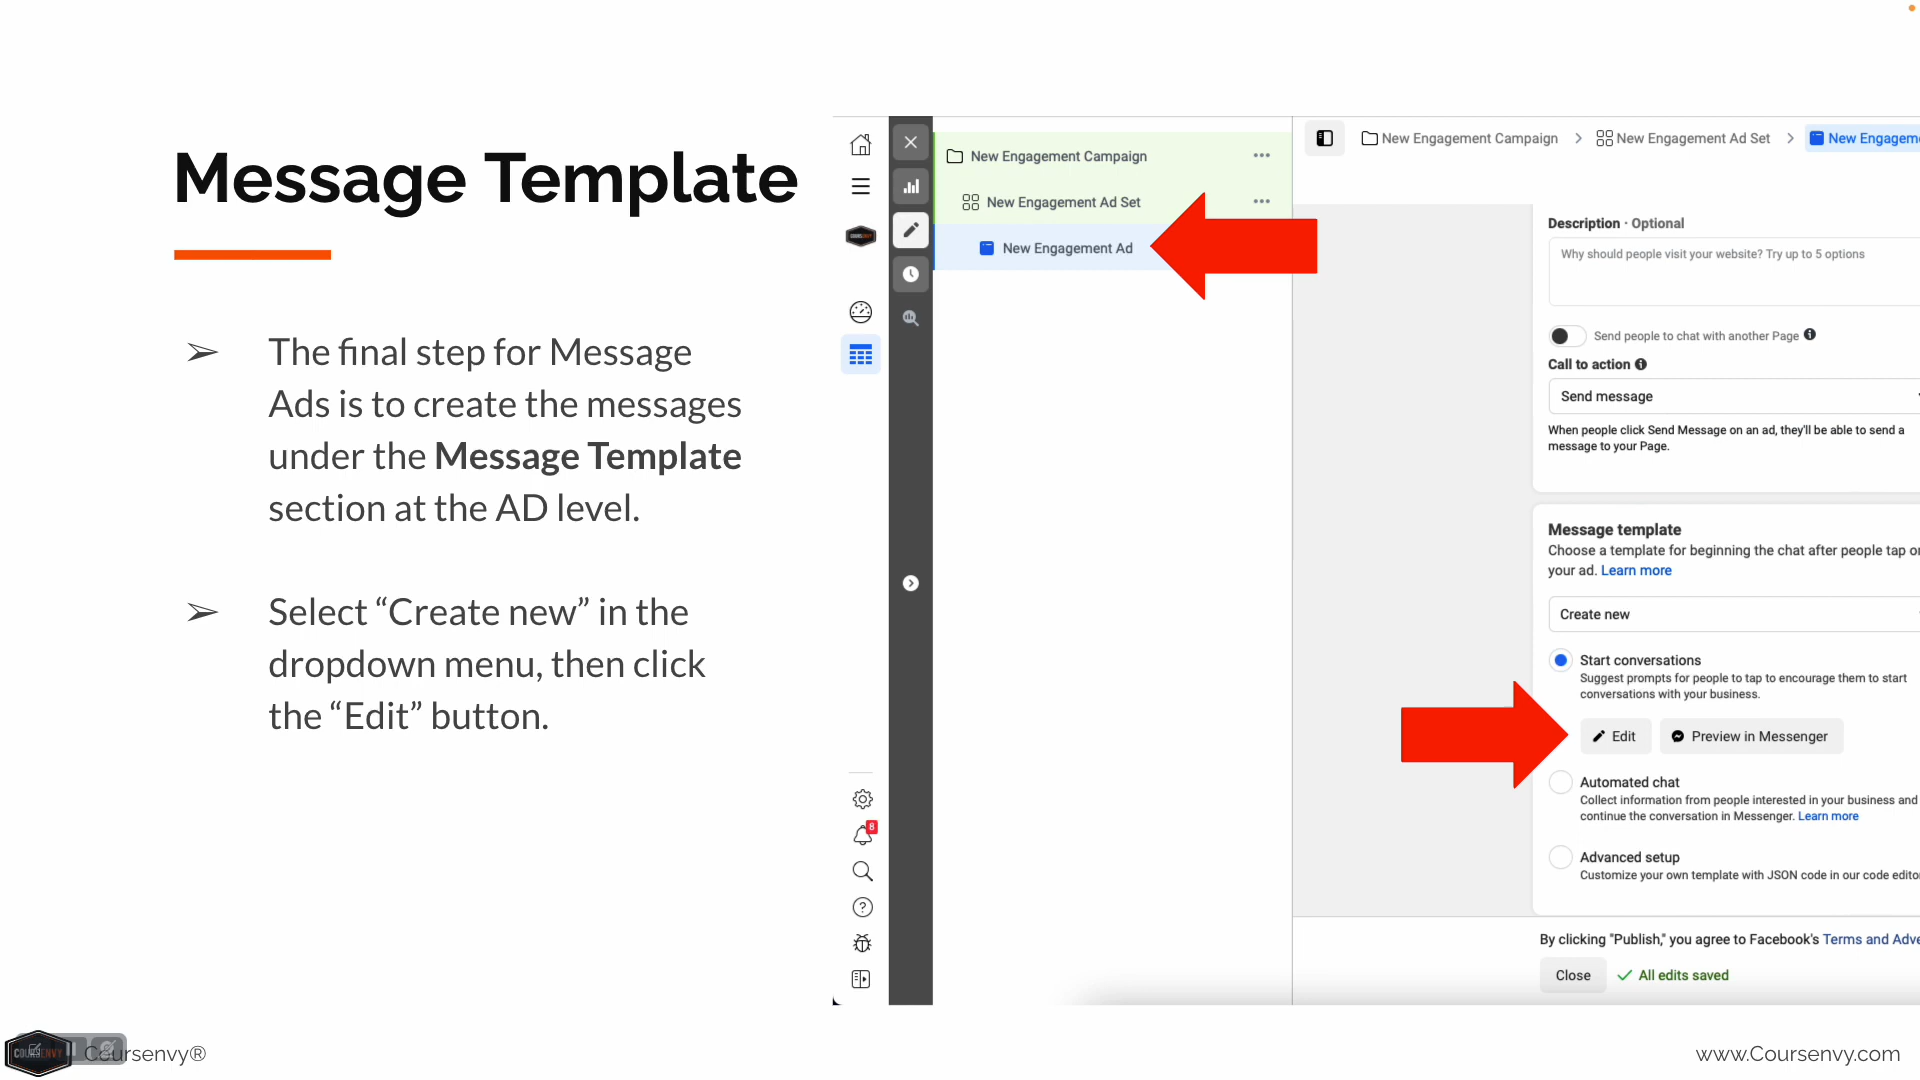 Message Template
➢ The final step for Message
Ads is to create the messages
under the Message Template
section at the AD level.
➢ Select “Create new” in the
dropdown menu, then click
the “Edit” button.
New Engagement Campaign
New Engagement Ad Set
New Engagement Ad
8
New Engagement Campaign > New Engagement Ad Set > New Engagem
Description · Optional
Why should people visit your website? Try up to 5 options
Send people to chat with another Page
Call to action
Send message
When people click Send Message on an ad, they'll be able to send a
message to your Page.
Message template
Choose a template for beginning the chat after people tap on
your ad. Learn more
Create new
Start conversations
Suggest prompts for people to tap to encourage them to start
conversations with your business.
Edit
Preview in Messenger
Automated chat
Collect information from people interested in your business and
continue the conversation in Messenger. Learn more
Advanced setup
Customize your own template with JSON code in our code editor
By clicking "Publish," you agree to Facebook's Terms and Adve
Close
All edits saved
COURSENVY
Coursenvy®
www.Coursenvy.com